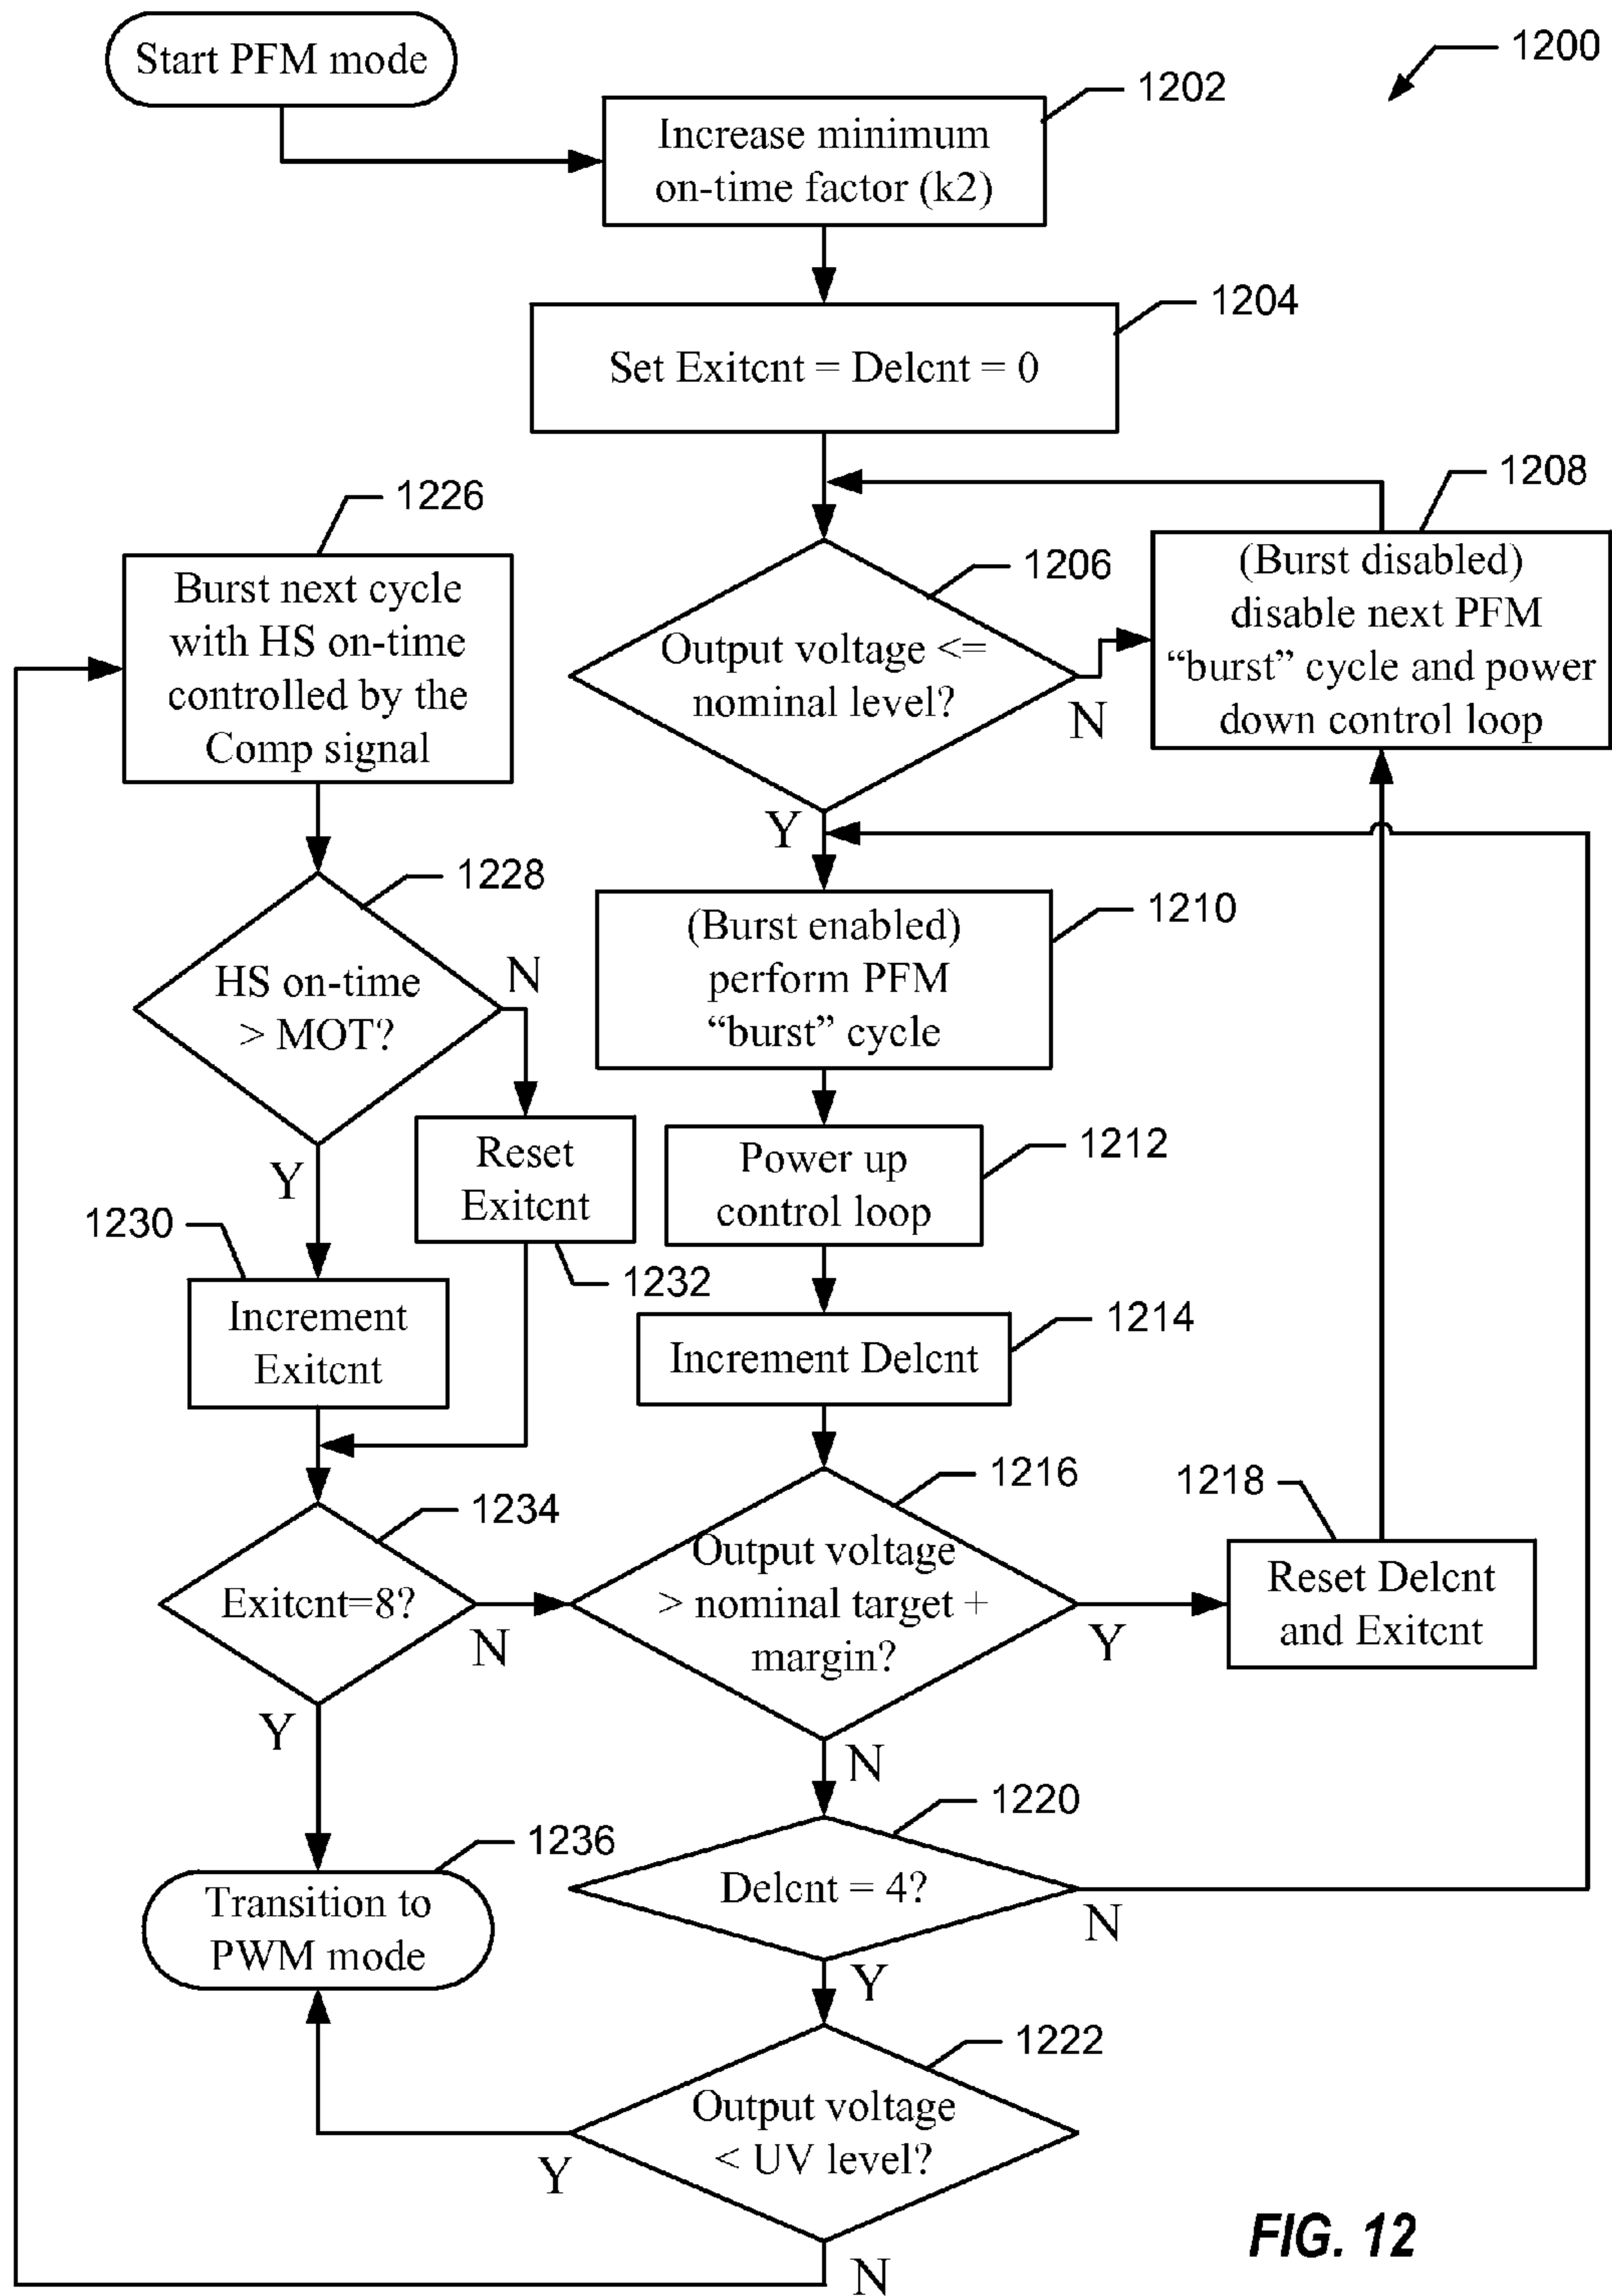 Start PFM mode
1200
1202
Increase minimum
on-time factor (k2)
1204
Set Exitcnt = Delcnt = 0
1226
Burst next cycle
with HS on-time
controlled by the
Comp signal
1206
Output voltage <=
nominal level?
N
Y
1208
(Burst disabled)
disable next PFM
“burst” cycle and power
down control loop
1228
HS on-time
> MOT?
N
Y
1210
(Burst enabled)
perform PFM
“burst” cycle
Reset
Exitcnt
1232
1212
Power up
control loop
1230
Increment
Exitcnt
1214
Increment Delcnt
1234
Exitcnt=8?
N
Y
1216
Output voltage
> nominal target +
margin?
Y
N
1218
Reset Delcnt
and Exitcnt
1236
Transition to
PWM mode
1220
Delcnt = 4?
N
Y
1222
Output voltage
< UV level?
Y
N
FIG. 12